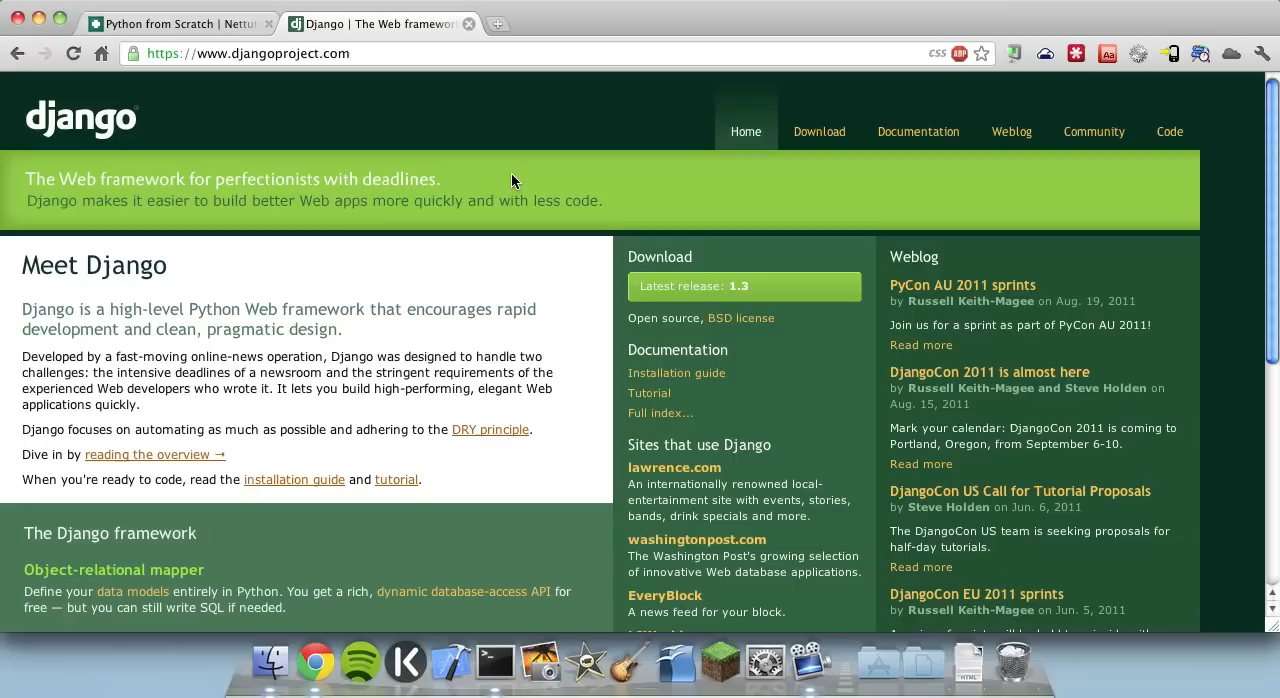 Python from Scratch | Nettu
Django | The Web framewor
https://www.djangoproject.com
CSS
ABP
Aa
django
Home
Download
Documentation
Weblog
Community
Code
The Web framework for perfectionists with deadlines.
Django makes it easier to build better Web apps more quickly and with less code.
Meet Django
Django is a high-level Python Web framework that encourages rapid
development and clean, pragmatic design.
Developed by a fast-moving online-news operation, Django was designed to handle two
challenges: the intensive deadlines of a newsroom and the stringent requirements of the
experienced Web developers who wrote it. It lets you build high-performing, elegant Web
applications quickly.
Django focuses on automating as much as possible and adhering to the DRY principle.
Dive in by reading the overview →
When you're ready to code, read the installation guide and tutorial.
The Django framework
Object-relational mapper
Define your data models entirely in Python. You get a rich, dynamic database-access API for
free — but you can still write SQL if needed.
Download
Latest release: 1.3
Open source, BSD license
Documentation
Installation guide
Tutorial
Full index...
Sites that use Django
lawrence.com
An internationally renowned local-
entertainment site with events, stories,
bands, drink specials and more.
washingtonpost.com
The Washington Post's growing selection
of innovative Web database applications.
EveryBlock
A news feed for your block.
Weblog
PyCon AU 2011 sprints
by Russell Keith-Magee on Aug. 19, 2011
Join us for a sprint as part of PyCon AU 2011!
Read more
DjangoCon 2011 is almost here
by Russell Keith-Magee and Steve Holden on
Aug. 15, 2011
Mark your calendar: DjangoCon 2011 is coming to
Portland, Oregon, from September 6-10.
Read more
DjangoCon US Call for Tutorial Proposals
by Steve Holden on Jun. 6, 2011
The DjangoCon US team is seeking proposals for
half-day tutorials.
Read more
DjangoCon EU 2011 sprints
by Russell Keith-Magee on Jun. 5, 2011
HTML